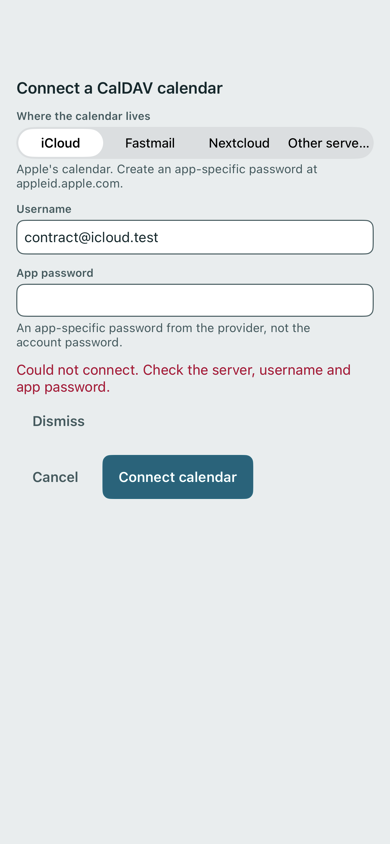 Connect a CalDAV calendar
Where the calendar lives
iCloud
Fastmail
Nextcloud
Other serve...
Apple's calendar. Create an app-specific password at
appleid.apple.com.
Username
contract@icloud.test
App password
An app-specific password from the provider, not the
account password.
Could not connect. Check the server, username and
app password.
Dismiss
Cancel
Connect calendar